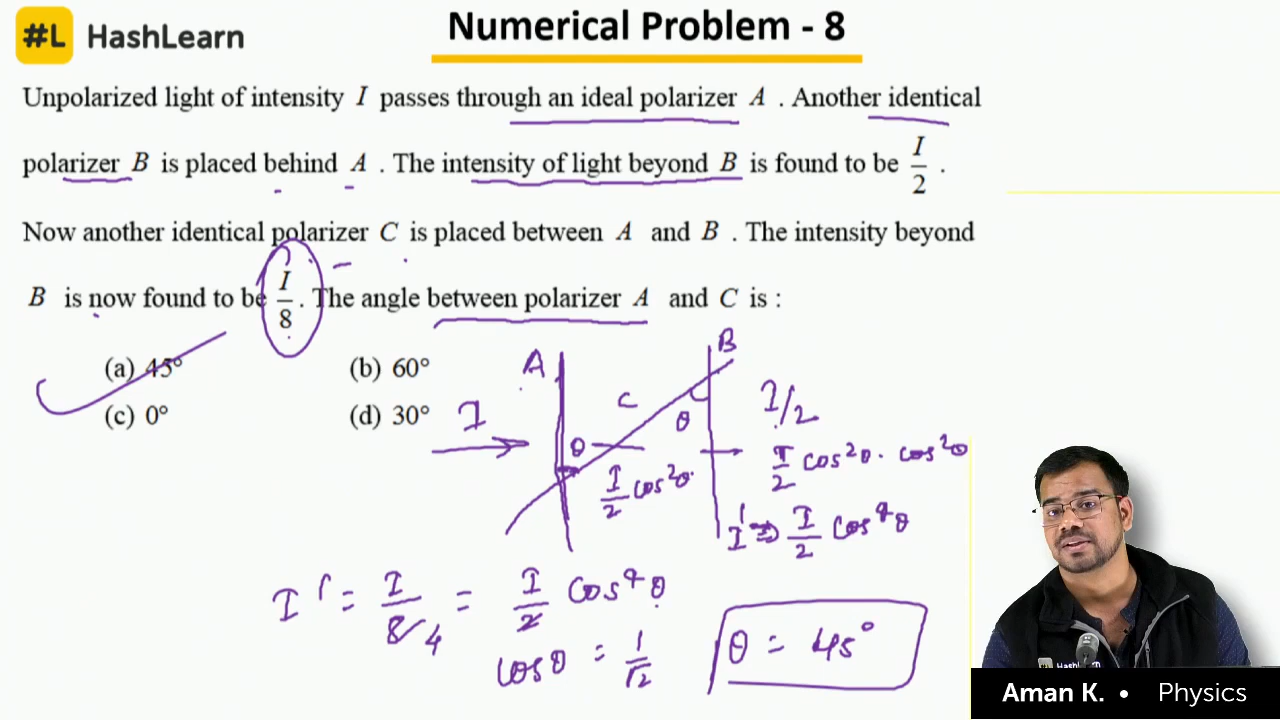 #L HashLearn
Numerical Problem - 8
Unpolarized light of intensity I passes through an ideal polarizer A . Another identical
polarizer B is placed behind A . The intensity of light beyond B is found to be I/2 .
Now another identical polarizer C is placed between A and B . The intensity beyond
B is now found to be I/8 . The angle between polarizer A and C is :
(a) 45° (b) 60°
(c) 0° (d) 30°
A B
I C I/2
θ θ
I/2 cos²θ. I/2 cos²θ · cos²θ
I' => I/2 cos⁴θ
I' = I/8 4 = I/2 cos⁴θ
cosθ = 1/√2 θ = 45°
HashLearn
Aman K. • Physics